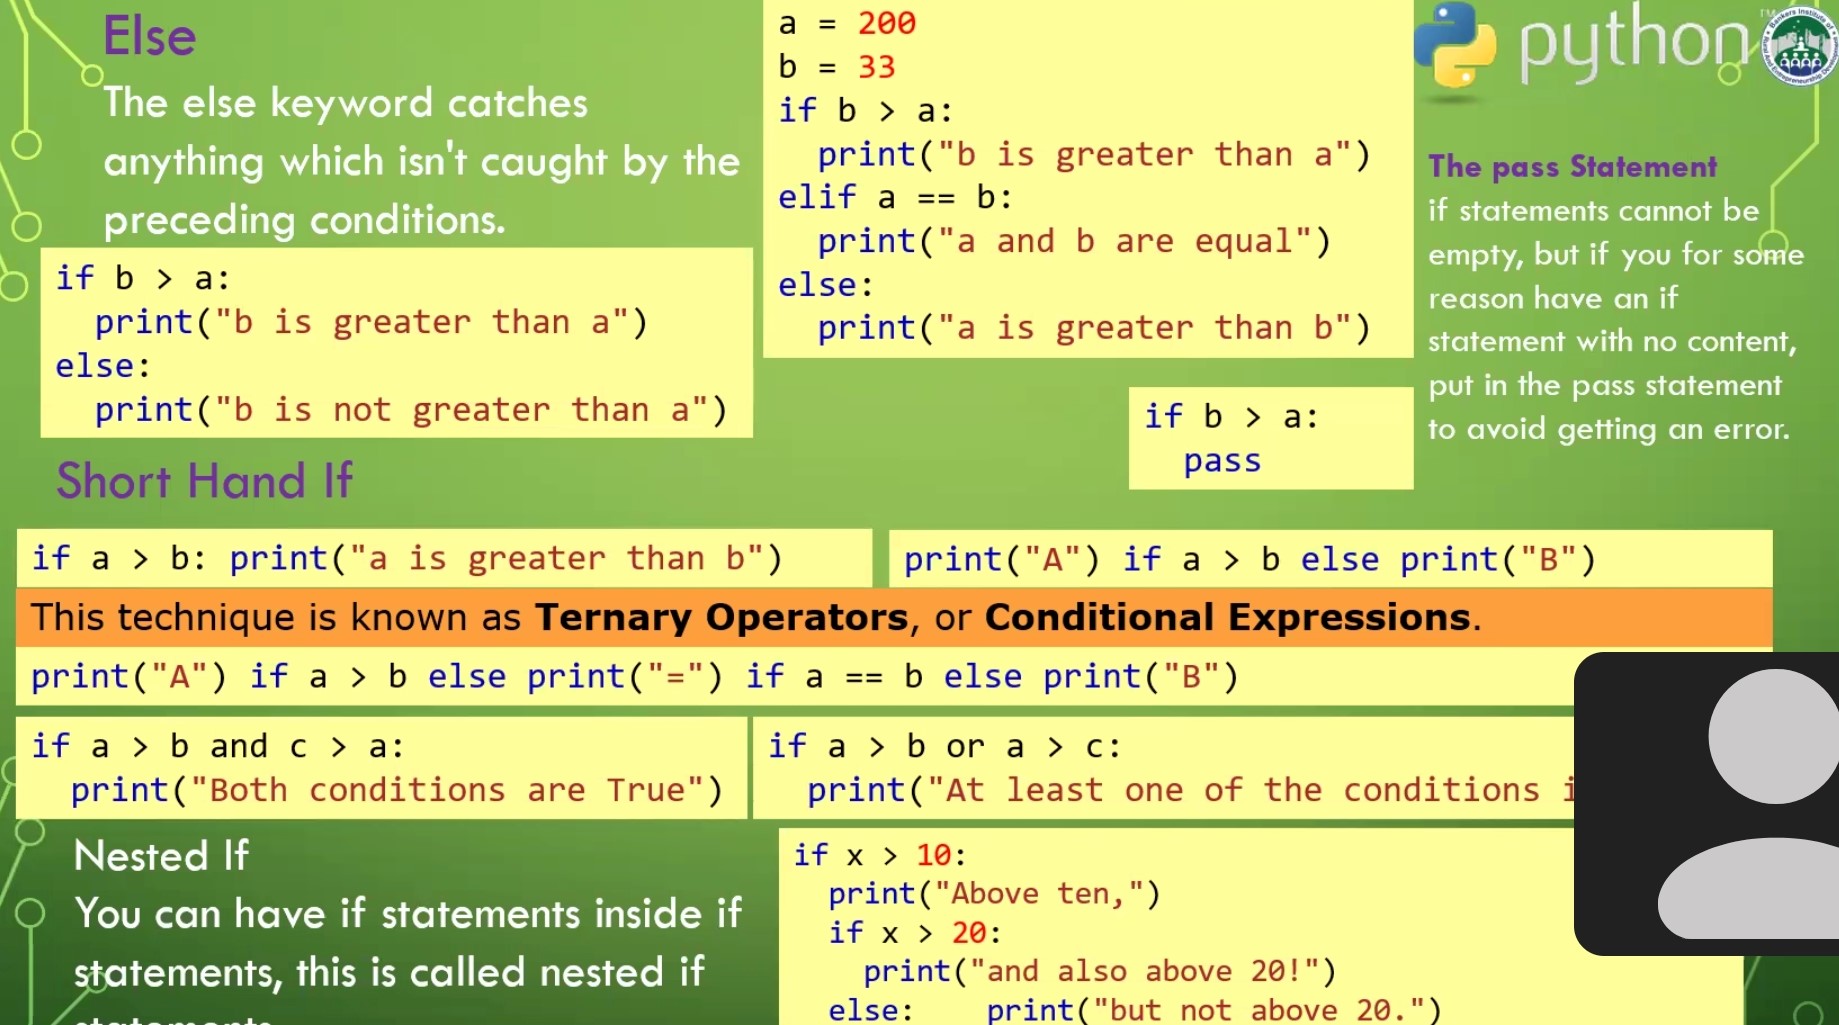 Else
The else keyword catches
anything which isn't caught by the
preceding conditions.
if b > a:
  print("b is greater than a")
else:
  print("b is not greater than a")
a = 200
b = 33
if b > a:
  print("b is greater than a")
elif a == b:
  print("a and b are equal")
else:
  print("a is greater than b")
python
The pass Statement
if statements cannot be
empty, but if you for some
reason have an if
statement with no content,
put in the pass statement
to avoid getting an error.
if b > a:
  pass
Short Hand If
if a > b: print("a is greater than b")
print("A") if a > b else print("B")
This technique is known as Ternary Operators, or Conditional Expressions.
print("A") if a > b else print("=") if a == b else print("B")
if a > b and c > a:
  print("Both conditions are True")
if a > b or a > c:
  print("At least one of the conditions
Nested If
You can have if statements inside if
statements, this is called nested if
if x > 10:
  print("Above ten,")
  if x > 20:
    print("and also above 20!")
  else:    print("but not above 20.")